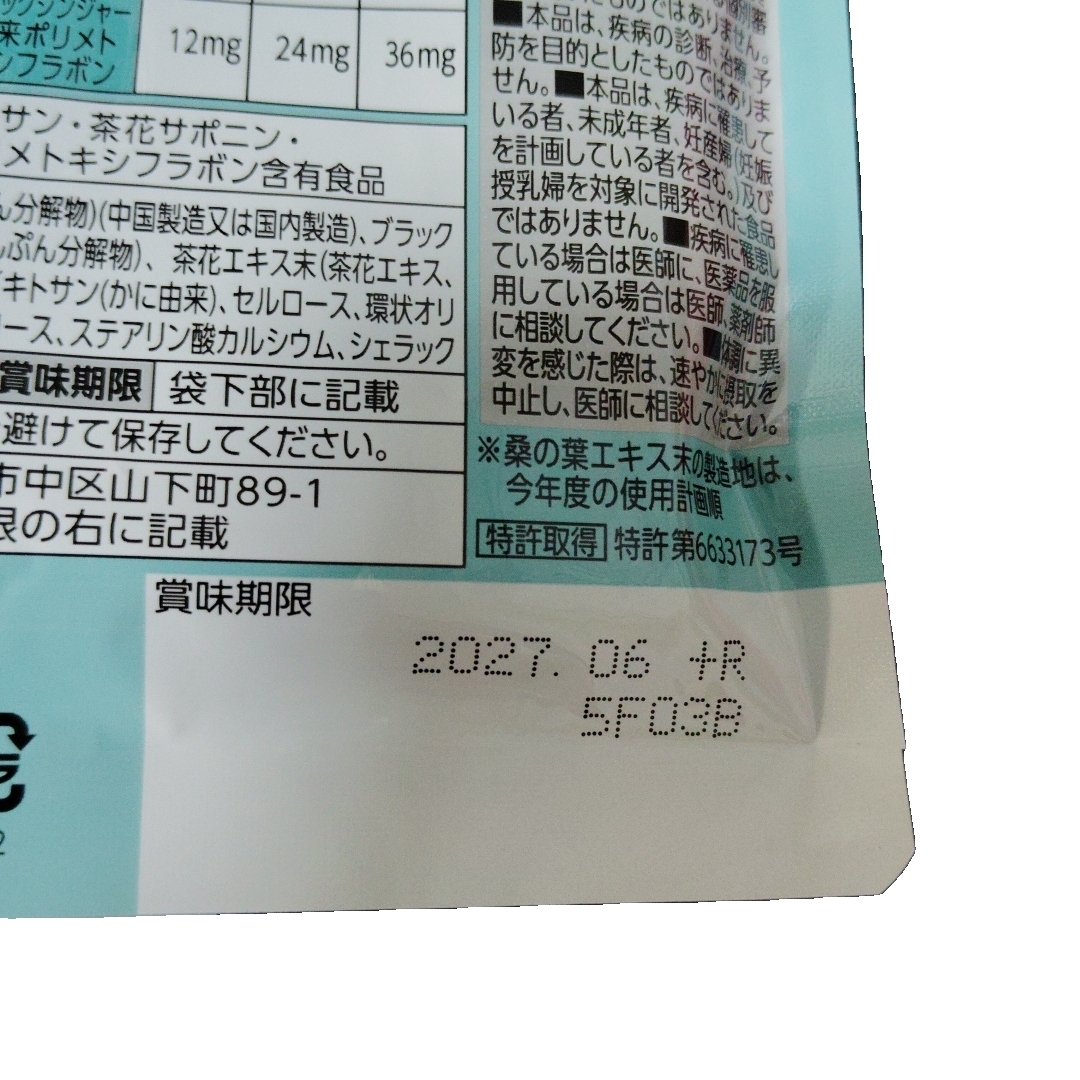 ックジンジャー
来ポリメト
シフラボン
12mg
24mg
36mg
サン・茶花サポニン・
メトキシフラボン含有食品
ん分解物)(中国製造又は国内製造)、ブラック
んぷん分解物)、茶花エキス末(茶花エキス、
キトサン(かに由来)、セルロース、環状オリ
ース、ステアリン酸カルシウム、シェラック
賞味期限 袋下部に記載
避けて保存してください。
市中区山下町89-1
限の右に記載
ものではありません。
■本品は、疾病の診断、治療、予
防を目的としたものではありま
せん。■本品は、疾病に罹患して
いる者、未成年者、妊産婦(妊娠
を計画している者を含む。)及び
授乳婦を対象に開発された食品
ではありません。■疾病に罹患し
ている場合は医師に、医薬品を服
用している場合は医師、薬剤師
に相談してください。■体調に異
変を感じた際は、速やかに摂取を
中止し、医師に相談してください。
※桑の葉エキス末の製造地は、
今年度の使用計画順
特許取得 特許第6633173号
賞味期限
2027. 06 +R
5F03B
2